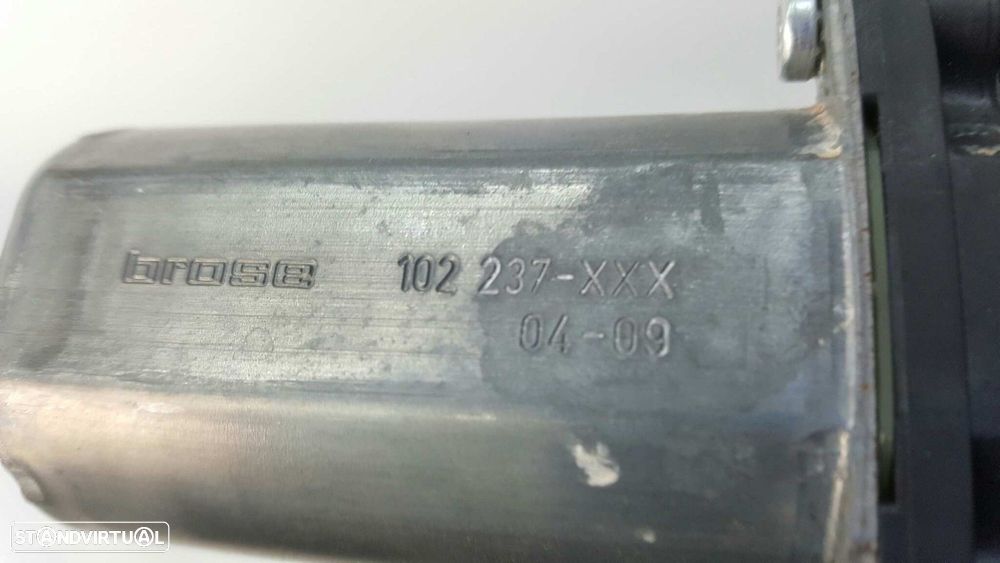 brose 102 237-XXX
04-09
STANDVIRTUAL